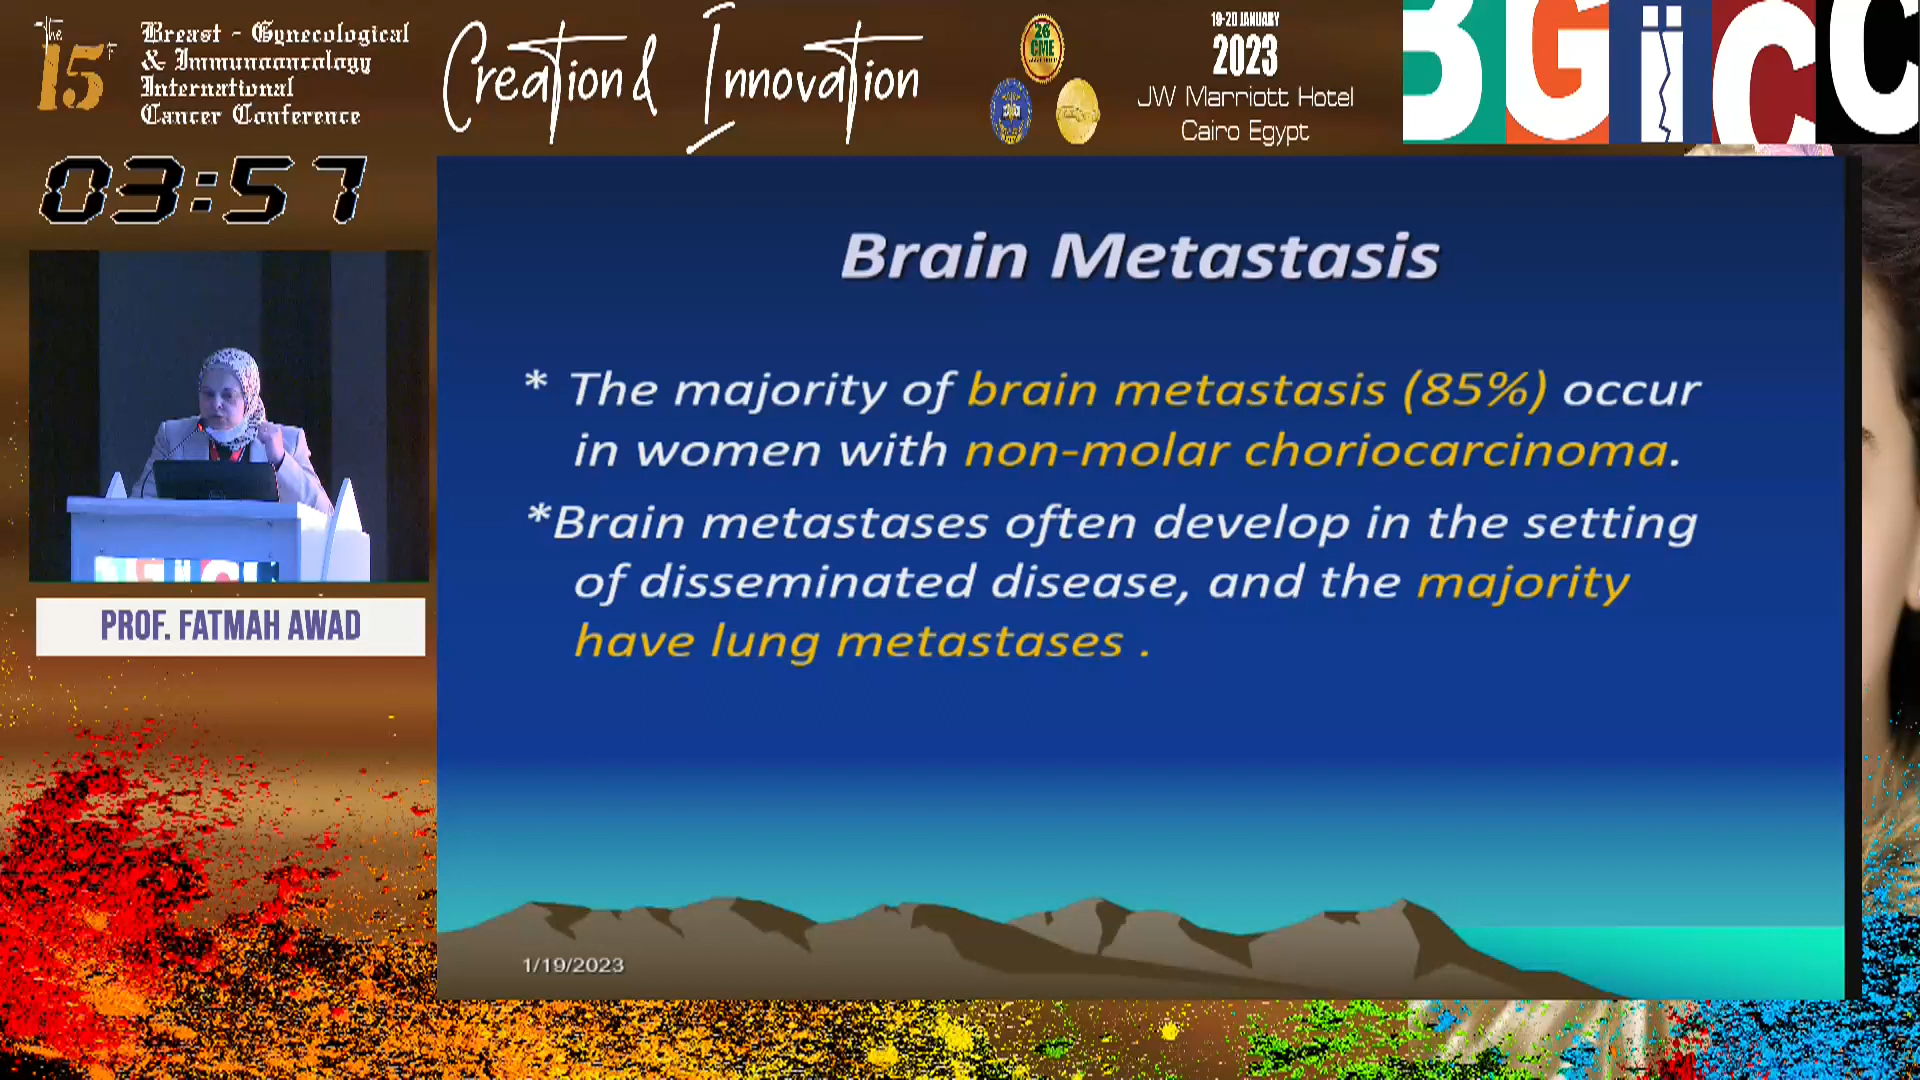 The
15th
Breast - Gynecological
& Immunooncology
International
Cancer Conference
Creation & Innovation
26
CME
19-20 JANUARY
2023
JW Marriott Hotel
Cairo Egypt
BGiCC
03:57
PROF. FATMAH AWAD
Brain Metastasis
* The majority of brain metastasis (85%) occur
in women with non-molar choriocarcinoma.
*Brain metastases often develop in the setting
of disseminated disease, and the majority
have lung metastases .
1/19/2023